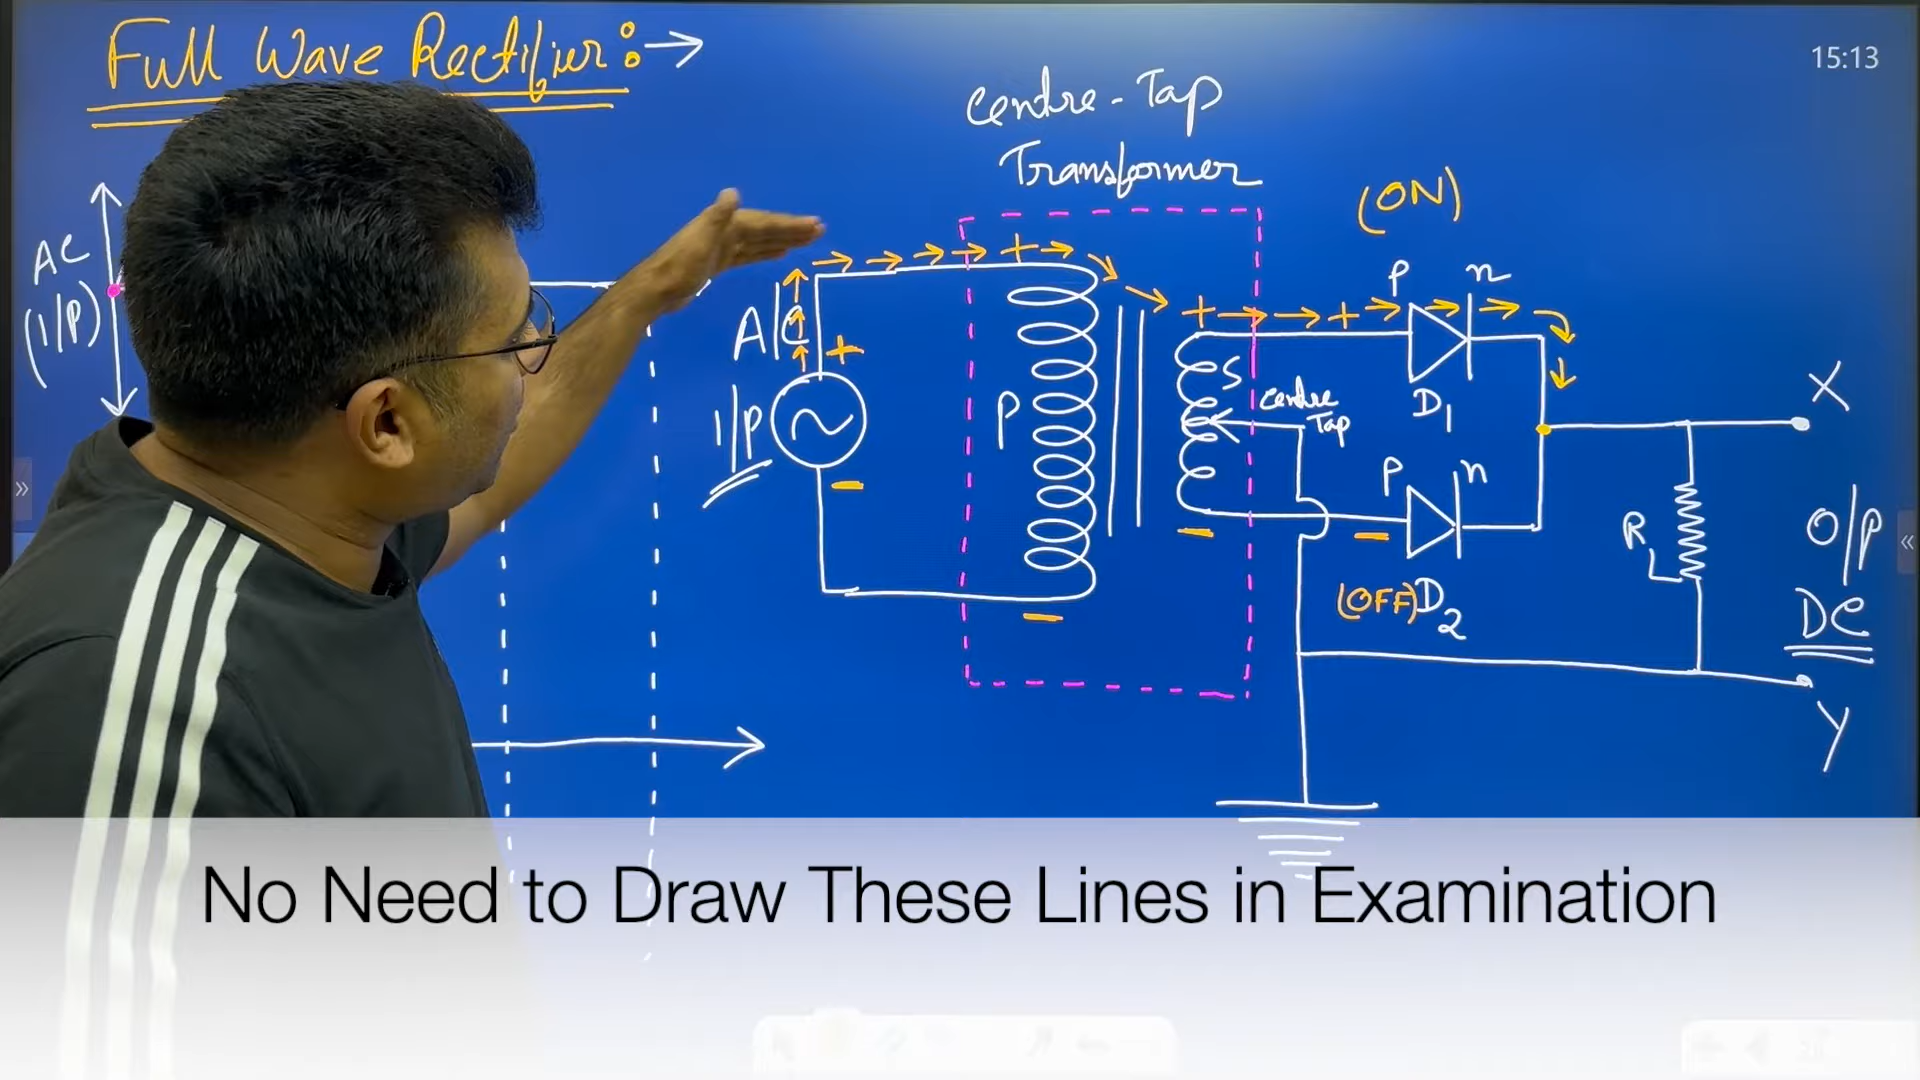 Full Wave Rectifier:→
15:13
Centre-Tap
Transformer
(ON)
AC
(I/P)
A/C
I/P
+
-
+
P
-
+
S
Centre
Tap
-
+
P
n
D1
P
n
-
(OFF)D2
X
RL
O/P
DC
Y
No Need to Draw These Lines in Examination